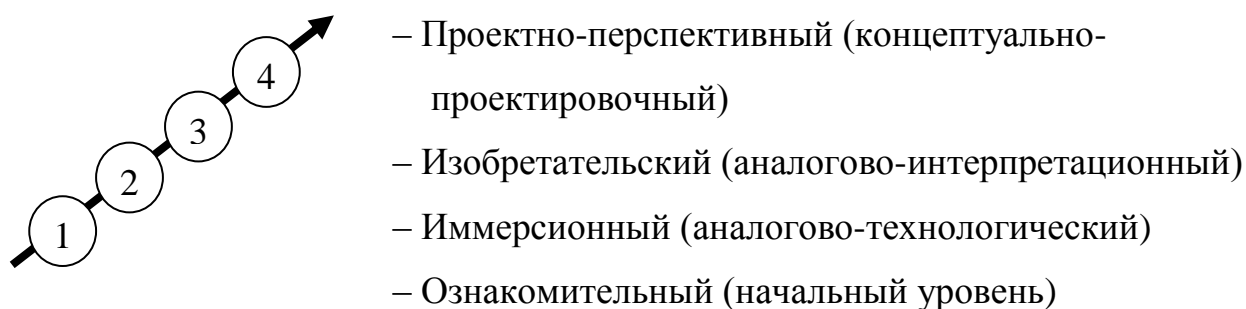 4
3
2
1
– Проектно-перспективный (концептуально-
проектировочный)
– Изобретательский (аналогово-интерпретационный)
– Иммерсионный (аналогово-технологический)
– Ознакомительный (начальный уровень)